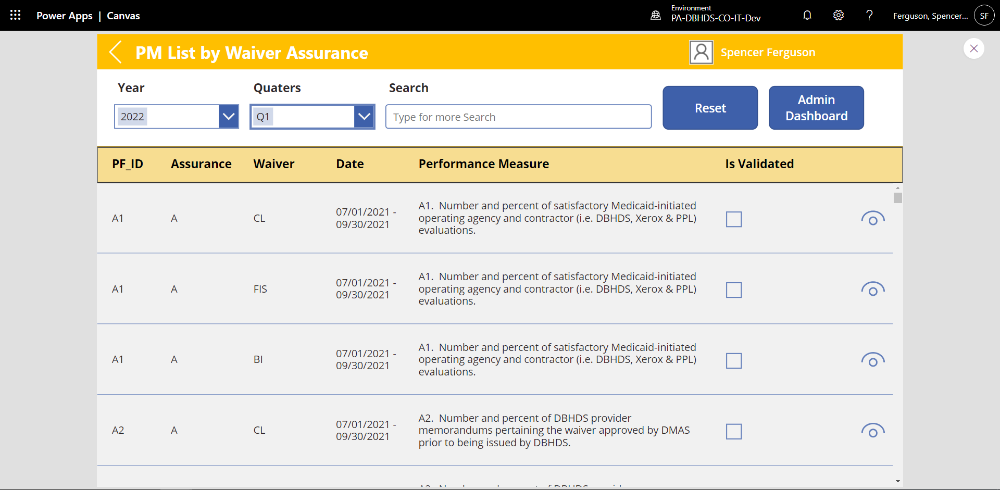 Power Apps | Canvas
Environment
PA-DBHDS-CO-IT-Dev
?
Ferguson, Spencer...
SF
PM List by Waiver Assurance
Spencer Ferguson
Year
Quaters
Search
2022
Q1
Type for more Search
Reset
Admin
Dashboard
PF_ID Assurance Waiver Date Performance Measure Is Validated
A1 A CL
07/01/2021 -
09/30/2021
A1. Number and percent of satisfactory Medicaid-initiated
operating agency and contractor (i.e. DBHDS, Xerox & PPL)
evaluations.
A1 A FIS
07/01/2021 -
09/30/2021
A1. Number and percent of satisfactory Medicaid-initiated
operating agency and contractor (i.e. DBHDS, Xerox & PPL)
evaluations.
A1 A BI
07/01/2021 -
09/30/2021
A1. Number and percent of satisfactory Medicaid-initiated
operating agency and contractor (i.e. DBHDS, Xerox & PPL)
evaluations.
A2 A CL
07/01/2021 -
09/30/2021
A2. Number and percent of DBHDS provider
memorandums pertaining the waiver approved by DMAS
prior to being issued by DBHDS.